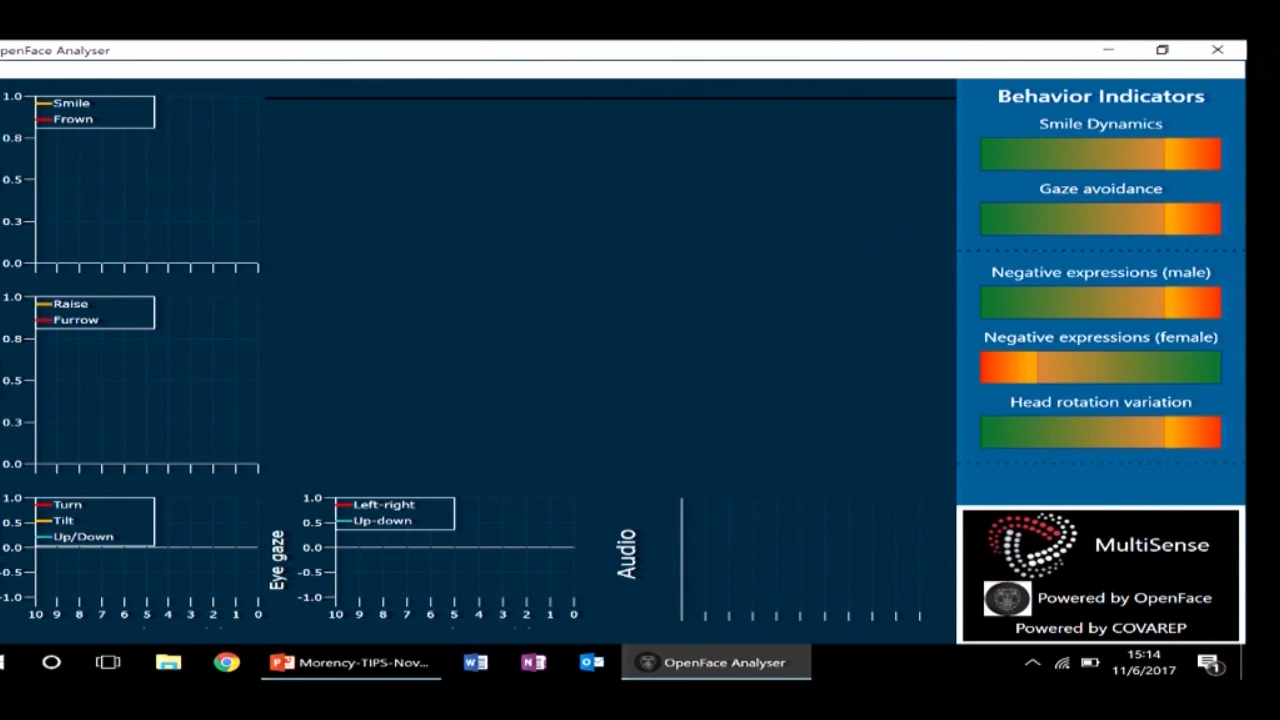 penFace Analyser
1.0
Smile
Frown
0.8
0.5
0.3
0.0
1.0
Raise
Furrow
0.8
0.5
0.3
0.0
1.0
Turn
0.5
Tilt
Up/Down
0.0
-0.5
-1.0
10 9 8 7 6 5 4 3 2 1 0
Eye gaze
1.0
Left-right
0.5
Up-down
0.0
-0.5
-1.0
10 9 8 7 6 5 4 3 2 1 0
Audio
Behavior Indicators
Smile Dynamics
Gaze avoidance
Negative expressions (male)
Negative expressions (female)
Head rotation variation
MultiSense
Powered by OpenFace
Powered by COVAREP
Morency-TIPS-Nov...
OpenFace Analyser
15:14
11/6/2017
1